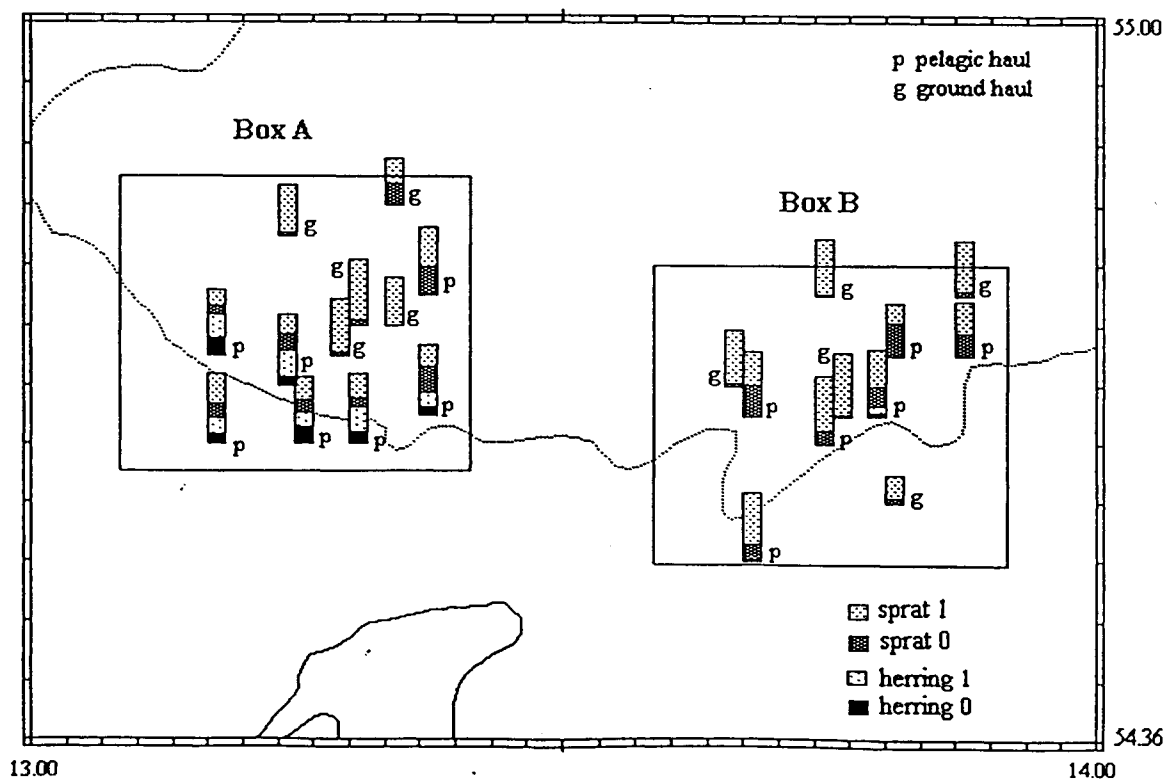 55.00
p pelagic haul
g ground haul
Box A
g
g
Box B
g
p
g
g
g
g
g
p
p
p
g
p
g
p
p
p
p
p
p
p
g
p
sprat 1
sprat 0
herring 1
herring 0
54.36
13.00
14.00